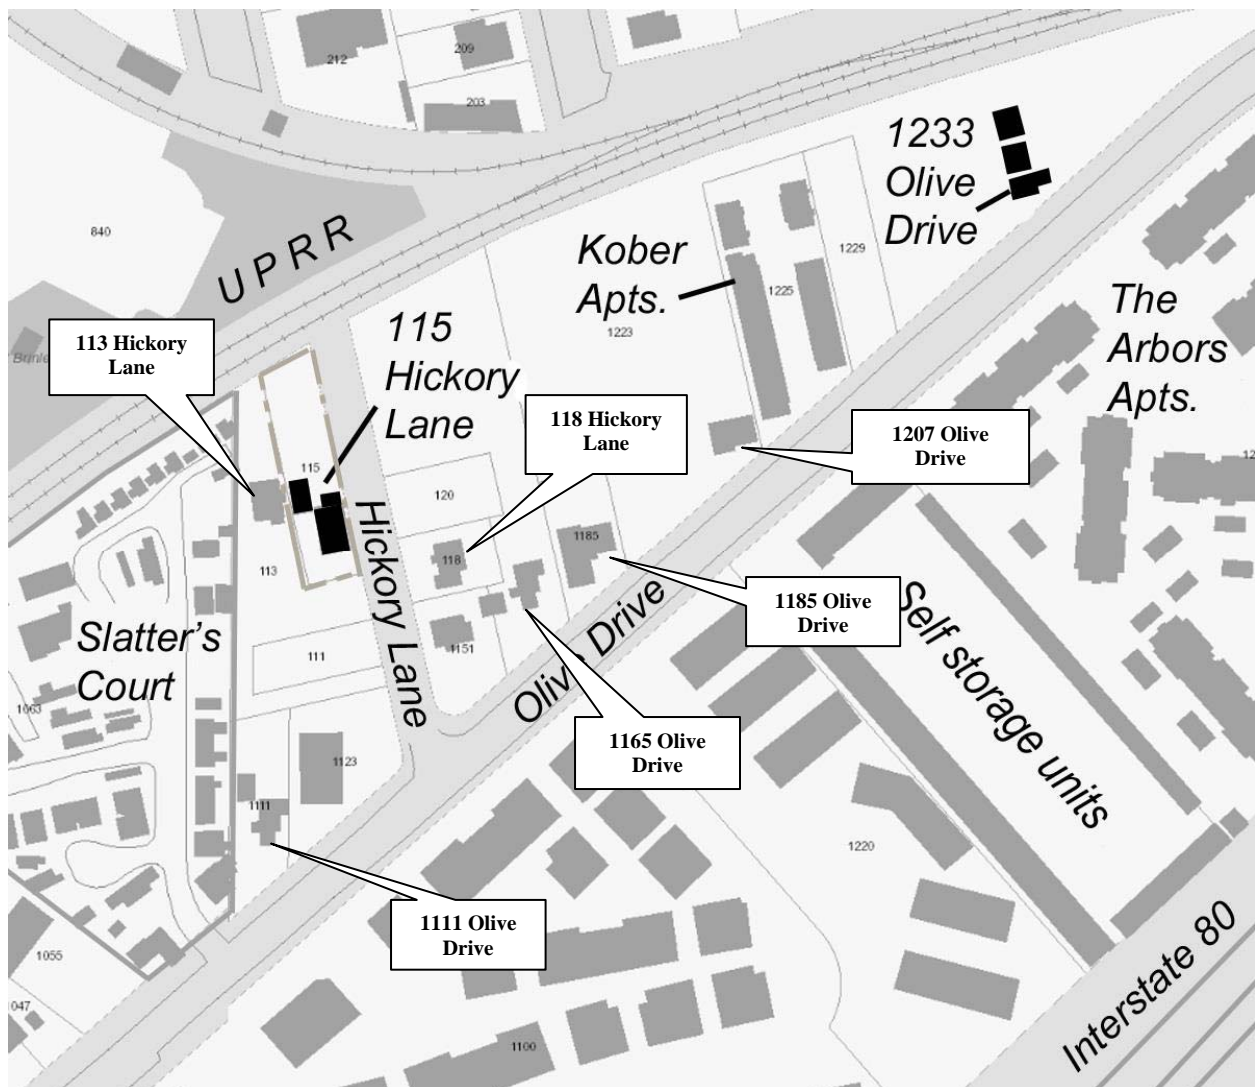 212
209
203
840
UPRR
1233
Olive
Drive
Kober
Apts.
1229
1225
1223
The
Arbors
Apts.
115
Hickory
Lane
113 Hickory
Lane
118 Hickory
Lane
1207 Olive
Drive
115
120
118
1185
113
Hickory Lane
1185 Olive
Drive
Self storage units
Slatter's
Court
111
1151
Olive Drive
1165 Olive
Drive
1123
1111
1220
1111 Olive
Drive
1055
1100
Interstate 80